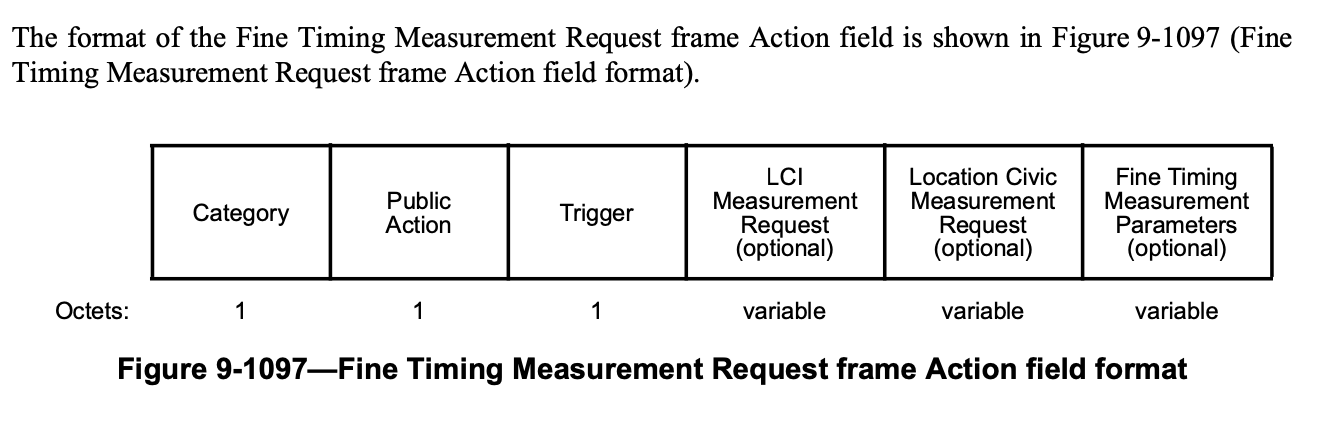 The format of the Fine Timing Measurement Request frame Action field is shown in Figure 9-1097 (Fine
Timing Measurement Request frame Action field format).
Category
Public
Action
Trigger
LCI
Measurement
Request
(optional)
Location Civic
Measurement
Request
(optional)
Fine Timing
Measurement
Parameters
(optional)
Octets: 1 1 1 variable variable variable
Figure 9-1097—Fine Timing Measurement Request frame Action field format